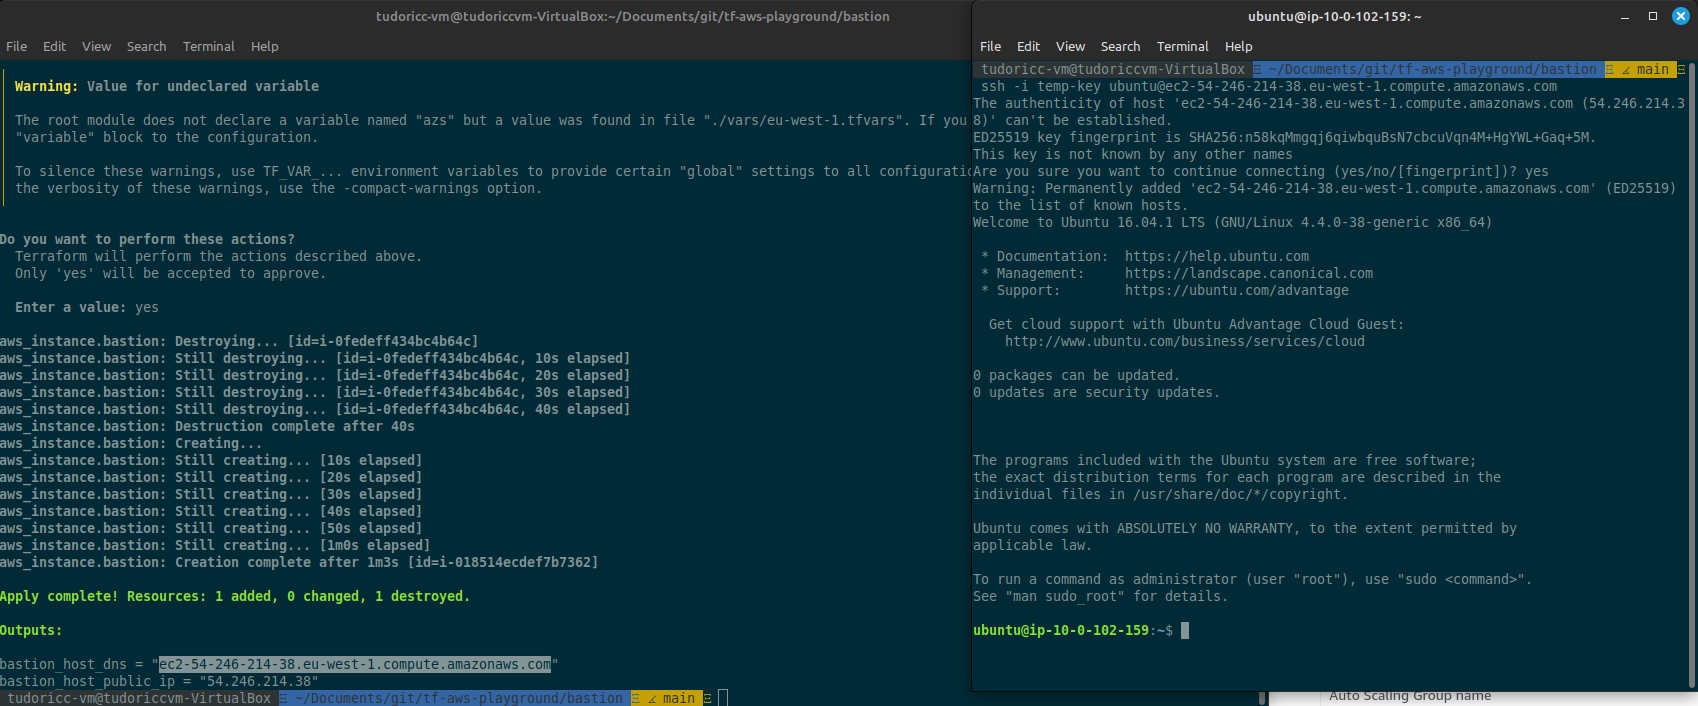 tudoricc-vm@tudoriccvm-VirtualBox:~/Documents/git/tf-aws-playground/bastion
File Edit View Search Terminal Help
Warning: Value for undeclared variable
The root module does not declare a variable named "azs" but a value was found in file "./vars/eu-west-1.tfvars". If you
"variable" block to the configuration.
To silence these warnings, use TF_VAR_... environment variables to provide certain "global" settings to all configuratio
the verbosity of these warnings, use the -compact-warnings option.
Do you want to perform these actions?
Terraform will perform the actions described above.
Only 'yes' will be accepted to approve.
Enter a value: yes
aws_instance.bastion: Destroying... [id=i-0fedeff434bc4b64c]
aws_instance.bastion: Still destroying... [id=i-0fedeff434bc4b64c, 10s elapsed]
aws_instance.bastion: Still destroying... [id=i-0fedeff434bc4b64c, 20s elapsed]
aws_instance.bastion: Still destroying... [id=i-0fedeff434bc4b64c, 30s elapsed]
aws_instance.bastion: Still destroying... [id=i-0fedeff434bc4b64c, 40s elapsed]
aws_instance.bastion: Destruction complete after 40s
aws_instance.bastion: Creating...
aws_instance.bastion: Still creating... [10s elapsed]
aws_instance.bastion: Still creating... [20s elapsed]
aws_instance.bastion: Still creating... [30s elapsed]
aws_instance.bastion: Still creating... [40s elapsed]
aws_instance.bastion: Still creating... [50s elapsed]
aws_instance.bastion: Still creating... [1m0s elapsed]
aws_instance.bastion: Creation complete after 1m3s [id=i-018514ecdef7b7362]
Apply complete! Resources: 1 added, 0 changed, 1 destroyed.
Outputs:
bastion_host_dns = "ec2-54-246-214-38.eu-west-1.compute.amazonaws.com"
bastion_host_public_ip = "54.246.214.38"
tudoricc-vm@tudoriccvm-VirtualBox ~/Documents/git/tf-aws-playground/bastion main
ubuntu@ip-10-0-102-159: ~
File Edit View Search Terminal Help
tudoricc-vm@tudoriccvm-VirtualBox ~/Documents/git/tf-aws-playground/bastion main
ssh -i temp-key ubuntu@ec2-54-246-214-38.eu-west-1.compute.amazonaws.com
The authenticity of host 'ec2-54-246-214-38.eu-west-1.compute.amazonaws.com (54.246.214.3
8)' can't be established.
ED25519 key fingerprint is SHA256:n58kqMmgqj6qiwbquBsN7cbcuVqn4M+HgYWL+Gaq+5M.
This key is not known by any other names
Are you sure you want to continue connecting (yes/no/[fingerprint])? yes
Warning: Permanently added 'ec2-54-246-214-38.eu-west-1.compute.amazonaws.com' (ED25519)
to the list of known hosts.
Welcome to Ubuntu 16.04.1 LTS (GNU/Linux 4.4.0-38-generic x86_64)
* Documentation: https://help.ubuntu.com
* Management: https://landscape.canonical.com
* Support: https://ubuntu.com/advantage
Get cloud support with Ubuntu Advantage Cloud Guest:
http://www.ubuntu.com/business/services/cloud
0 packages can be updated.
0 updates are security updates.
The programs included with the Ubuntu system are free software;
the exact distribution terms for each program are described in the
individual files in /usr/share/doc/*/copyright.
Ubuntu comes with ABSOLUTELY NO WARRANTY, to the extent permitted by
applicable law.
To run a command as administrator (user "root"), use "sudo <command>".
See "man sudo_root" for details.
ubuntu@ip-10-0-102-159:~$
Auto Scaling Group name